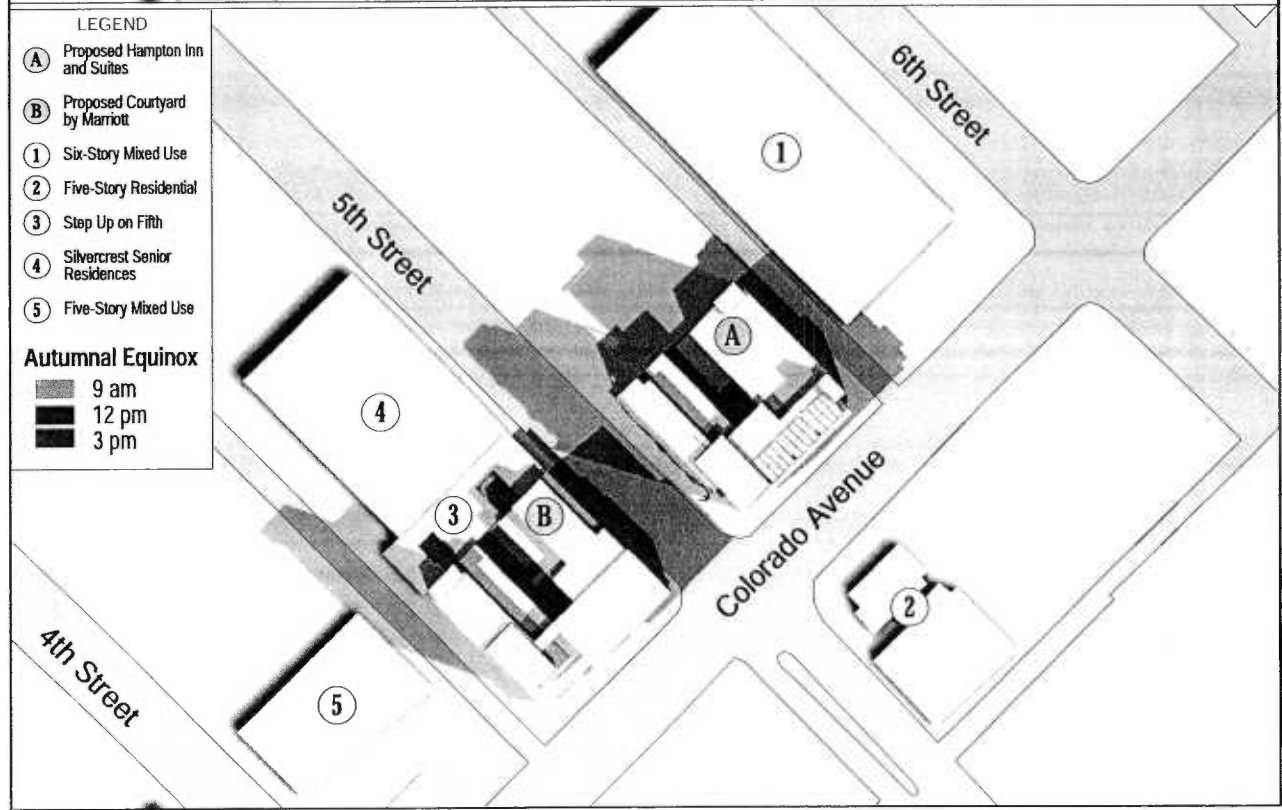 LEGEND
A Proposed Hampton Inn
and Suites
B Proposed Courtyard
by Marriott
1 Six-Story Mixed Use
2 Five-Story Residential
3 Step Up on Fifth
4 Silvercrest Senior
Residences
5 Five-Story Mixed Use
Autumnal Equinox
9 am
12 pm
3 pm
6th Street
1
5th Street
A
4
3
B
Colorado Avenue
2
4th Street
5